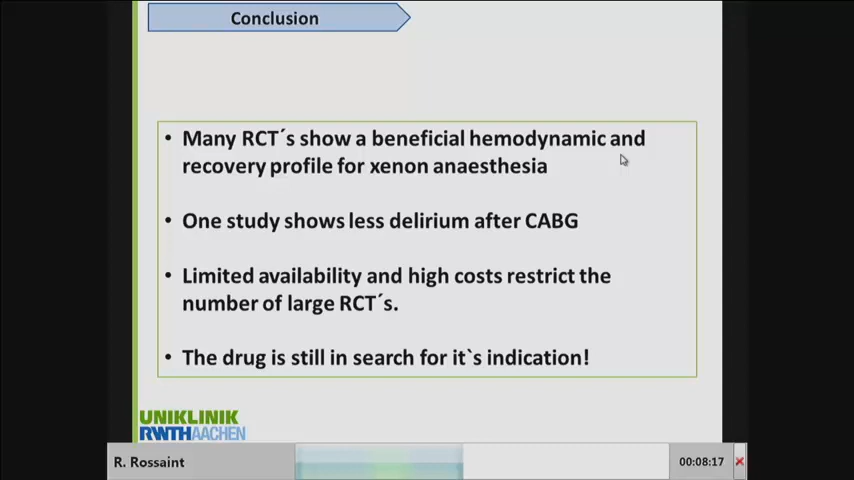 Conclusion
• Many RCT´s show a beneficial hemodynamic and
recovery profile for xenon anaesthesia
• One study shows less delirium after CABG
• Limited availability and high costs restrict the
number of large RCT´s.
• The drug is still in search for it`s indication!
UNIKLINIK
RWTHAACHEN
R. Rossaint
00:08:17